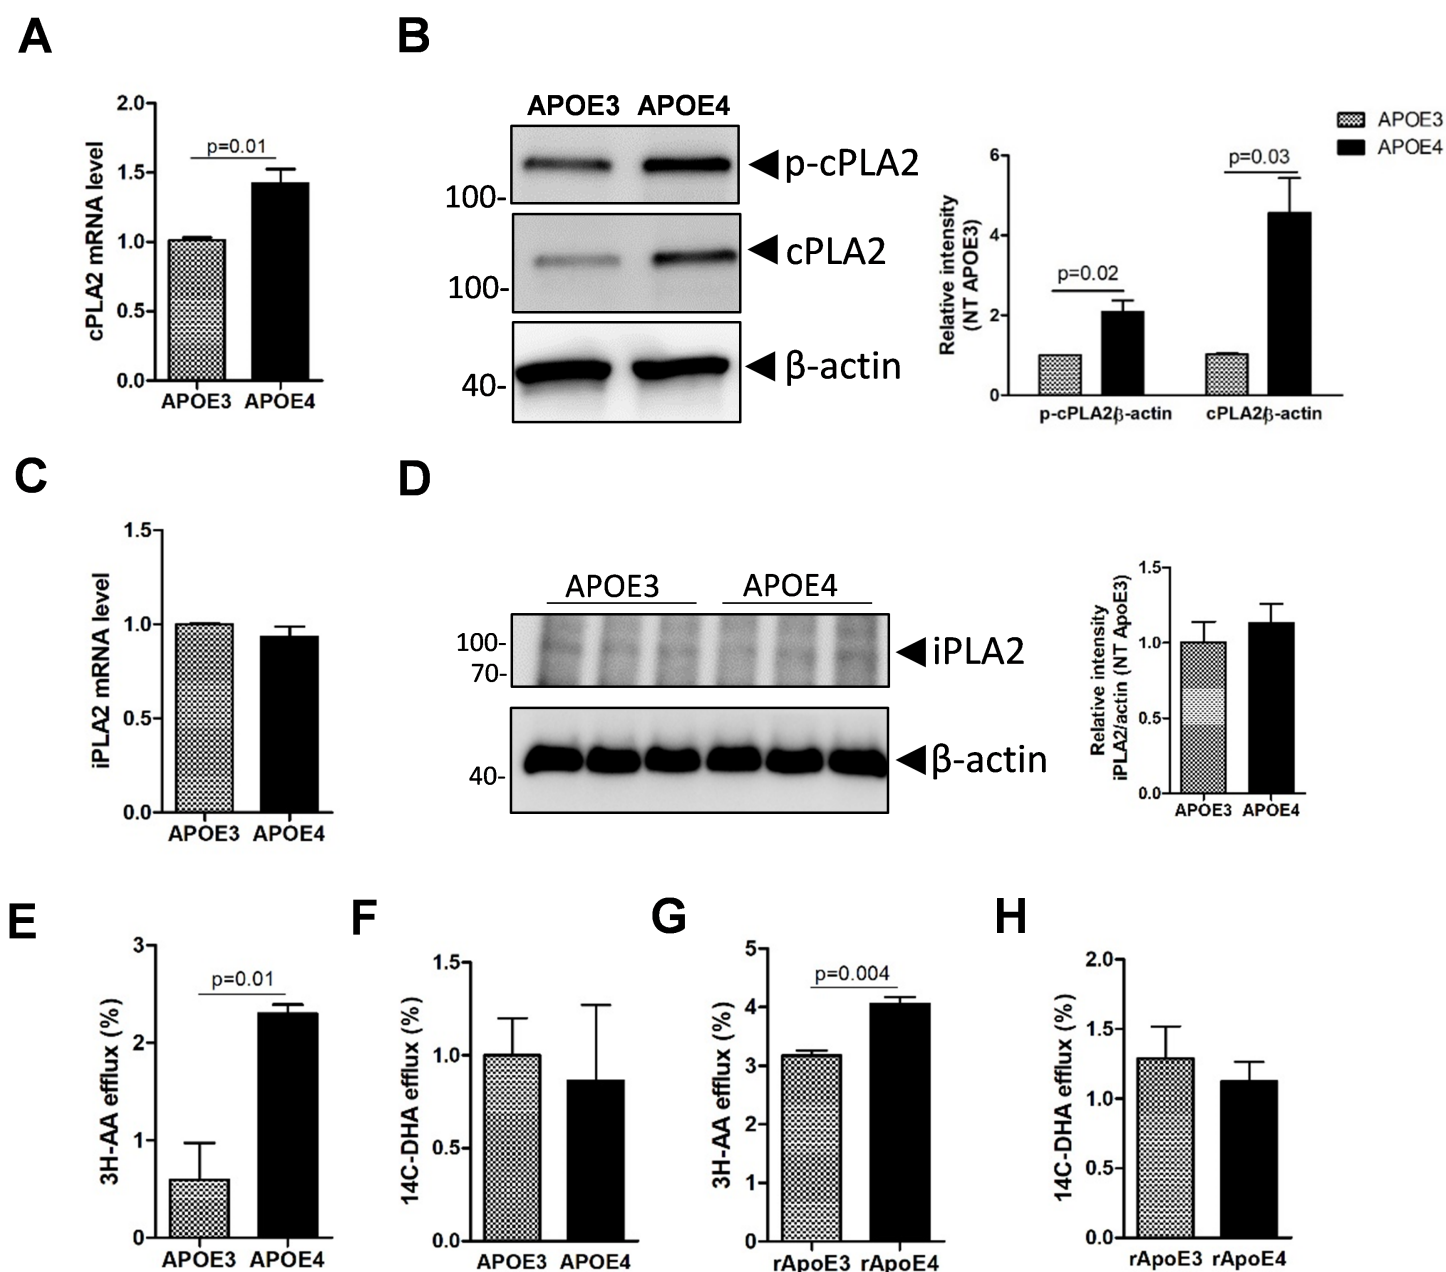 A
cPLA2 mRNA level
2.0
1.5
1.0
0.5
0.0
p=0.01
APOE3 APOE4
B
APOE3 APOE4
p-cPLA2
100-
cPLA2
100-
β-actin
40-
APOE3
APOE4
Relative intensity
(NT APOE3)
6
4
2
0
p=0.02
p=0.03
p-cPLA2/β-actin cPLA2/β-actin
C
iPLA2 mRNA level
1.5
1.0
0.5
0.0
APOE3 APOE4
D
APOE3 APOE4
100-
70-
iPLA2
40-
β-actin
Relative intensity
iPLA2/actin (NT ApoE3)
1.5
1.0
0.5
0.0
APOE3 APOE4
E
3H-AA efflux (%)
3
2
1
0
p=0.01
APOE3 APOE4
F
14C-DHA efflux (%)
1.5
1.0
0.5
0.0
APOE3 APOE4
G
3H-AA efflux (%)
5
4
3
2
1
0
p=0.004
rApoE3 rApoE4
H
14C-DHA efflux (%)
2.0
1.5
1.0
0.5
0.0
rApoE3 rApoE4